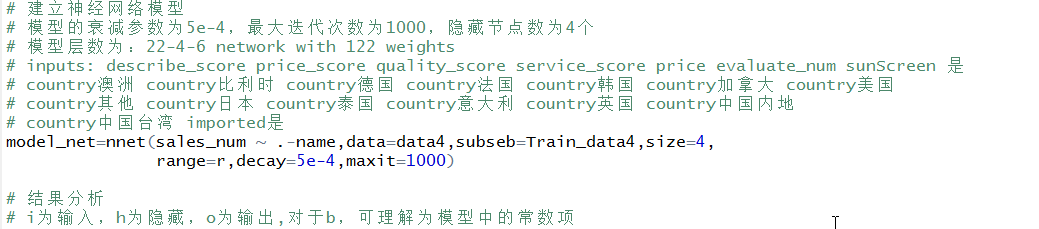 # 建立神经网络模型
# 模型的衰减参数为5e-4，最大迭代次数为1000，隐藏节点数为4个
# 模型层数为：22-4-6 network with 122 weights
# inputs: describe_score price_score quality_score service_score price evaluate_num sunScreen 是
# country澳洲 country比利时 country德国 country法国 country韩国 country加拿大 country美国
# country其他 country日本 country泰国 country意大利 country英国 country中国内地
# country中国台湾 imported是
model_net=nnet(sales_num ~ .-name,data=data4,subseb=Train_data4,size=4,
range=r,decay=5e-4,maxit=1000)
# 结果分析
# i为输入，h为隐藏，o为输出,对于b，可理解为模型中的常数项